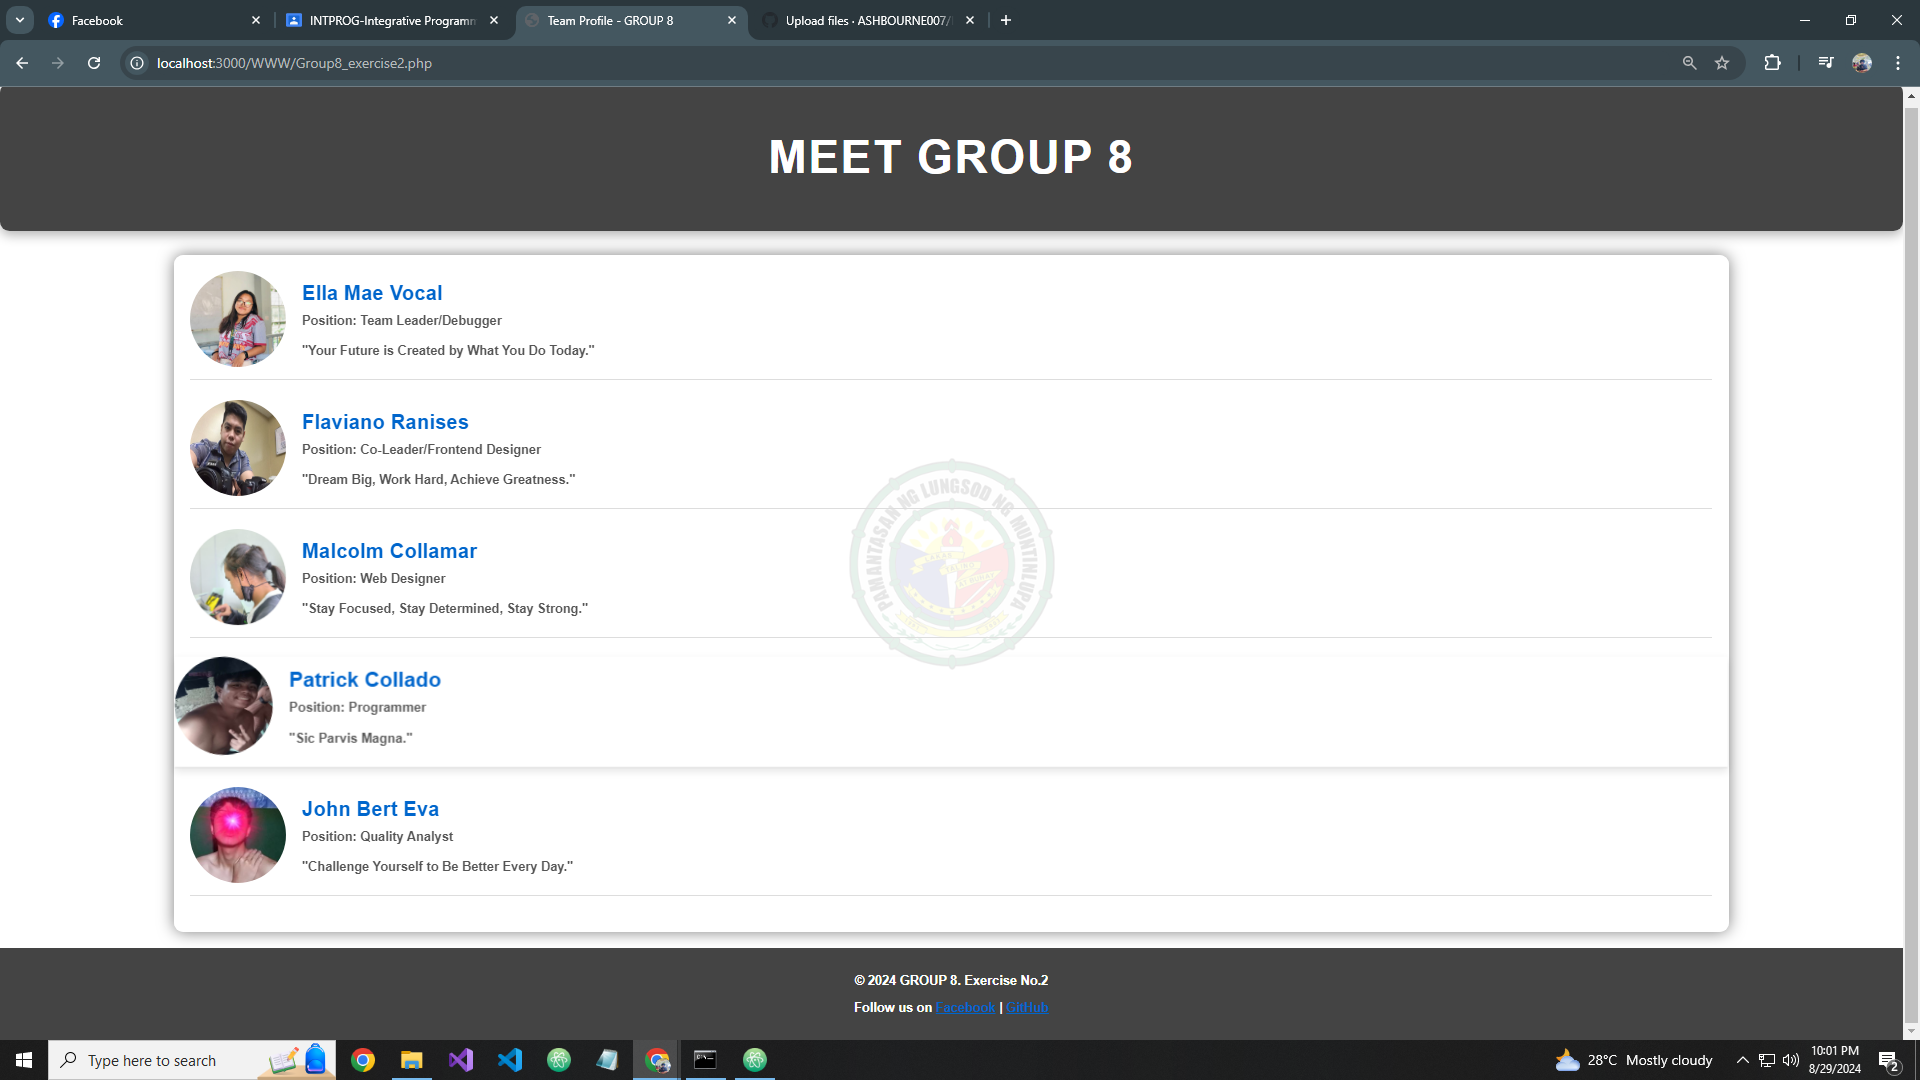 Facebook
INTPROG-Integrative Programm
Team Profile - GROUP 8
Upload files · ASHBOURNE007/
localhost:3000/WWW/Group8_exercise2.php
MEET GROUP 8
Ella Mae Vocal
Position: Team Leader/Debugger
"Your Future is Created by What You Do Today."
Flaviano Ranises
Position: Co-Leader/Frontend Designer
"Dream Big, Work Hard, Achieve Greatness."
PAMANTASAN NG LUNGSOD NG MUNTINLUPA
Malcolm Collamar
Position: Web Designer
"Stay Focused, Stay Determined, Stay Strong."
Patrick Collado
Position: Programmer
"Sic Parvis Magna."
John Bert Eva
Position: Quality Analyst
"Challenge Yourself to Be Better Every Day."
© 2024 GROUP 8. Exercise No.2
Follow us on Facebook | GitHub
Type here to search
28°C Mostly cloudy
10:01 PM
8/29/2024
2